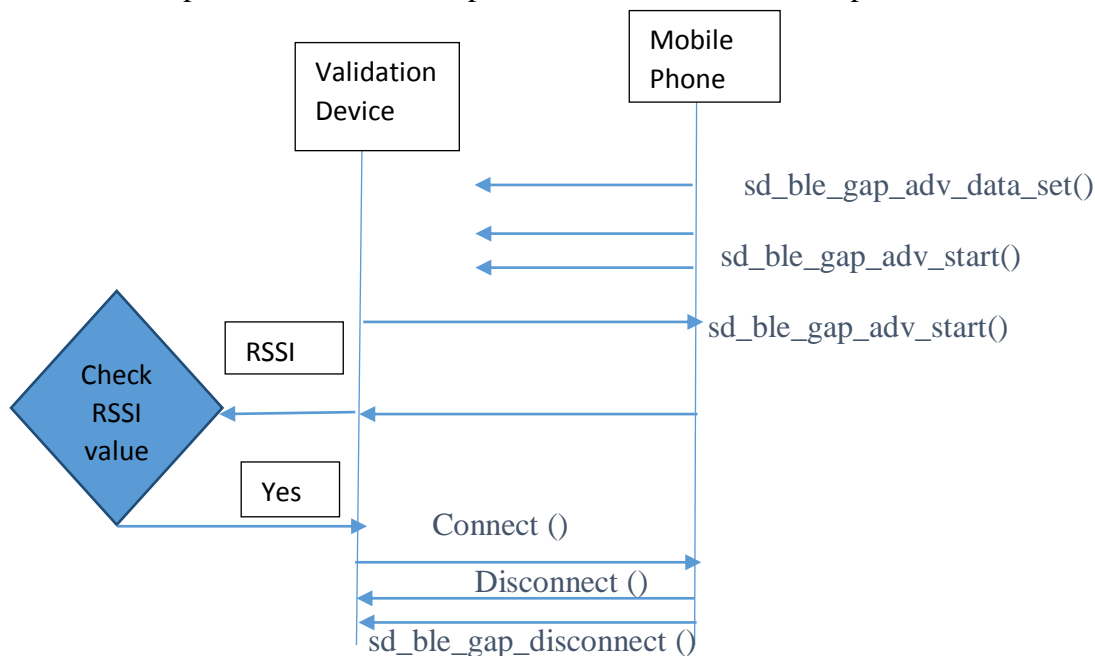 Validation
Device
Mobile
Phone
sd_ble_gap_adv_data_set()
sd_ble_gap_adv_start()
sd_ble_gap_adv_start()
RSSI
Check
RSSI
value
Yes
Connect ()
Disconnect ()
sd_ble_gap_disconnect ()